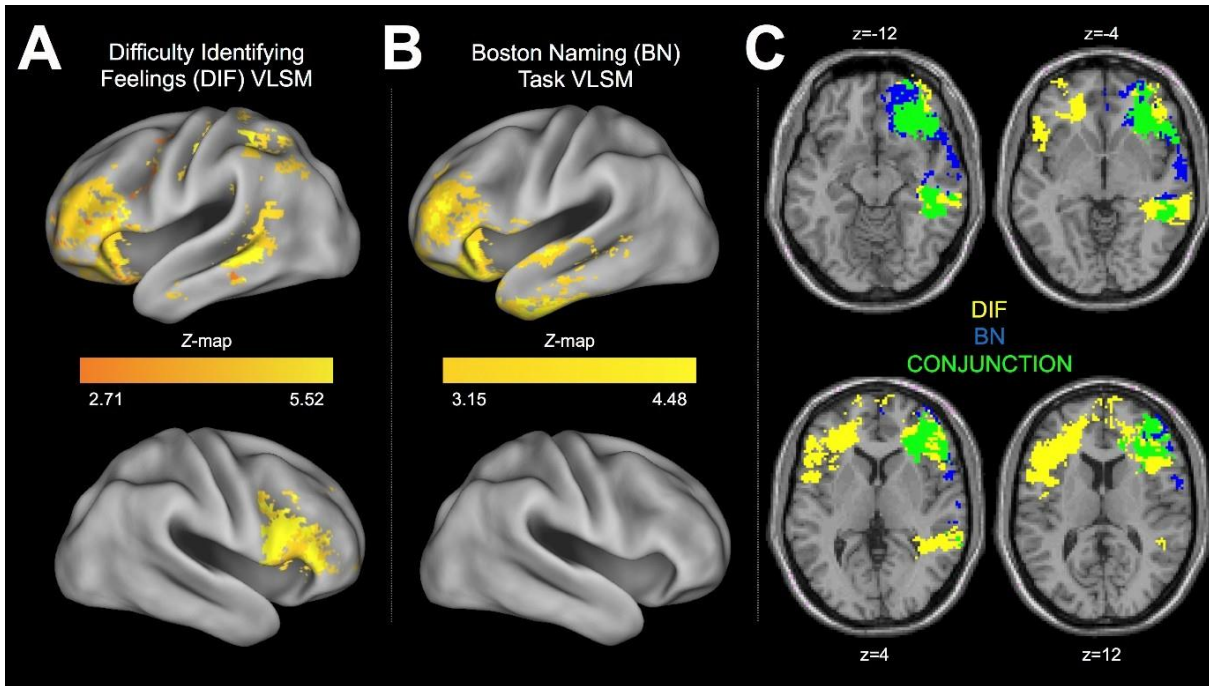 A
Difficulty Identifying
Feelings (DIF) VLSM
Z-map
2.71 5.52
B
Boston Naming (BN)
Task VLSM
Z-map
3.15 4.48
C
z=-12
z=-4
DIF
BN
CONJUNCTION
z=4
z=12